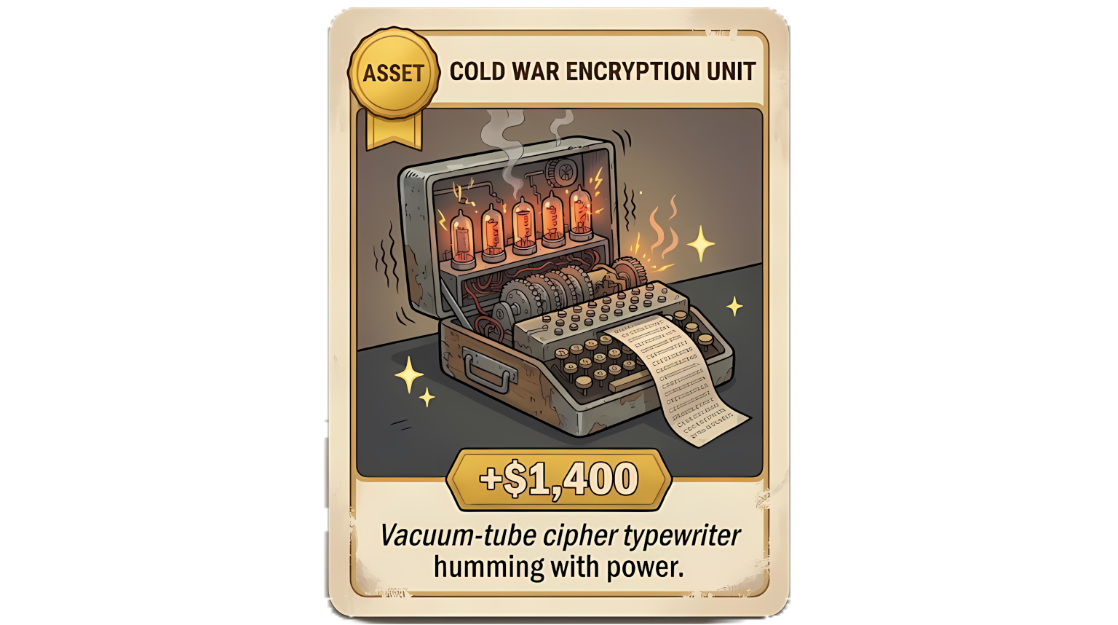 ASSET
COLD WAR ENCRYPTION UNIT
+$1,400
Vacuum-tube cipher typewriter
humming with power.